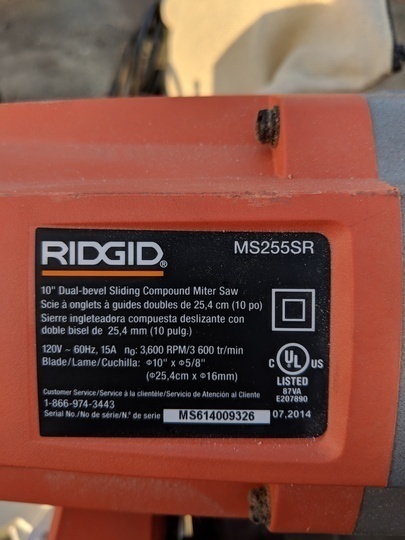 RIDGID®
MS255SR
10" Dual-bevel Sliding Compound Miter Saw
Scie à onglets à guides doubles de 25,4 cm (10 po)
Sierre ingleteadora compuesta deslizante con
doble bisel de 25,4 mm (10 pulg.)
120V ~ 60Hz, 15A n₀: 3,600 RPM/3 600 tr/min
Blade/Lame/Cuchilla: Φ10" x Φ5/8"
(Φ25,4cm x Φ16mm)
C UL® US
LISTED
87VA
E207890
Customer Service/Service à la clientèle/Servicio de Atención al Cliente
1-866-974-3443
Serial No./No de série/N.° de serie MS614009326 07,2014